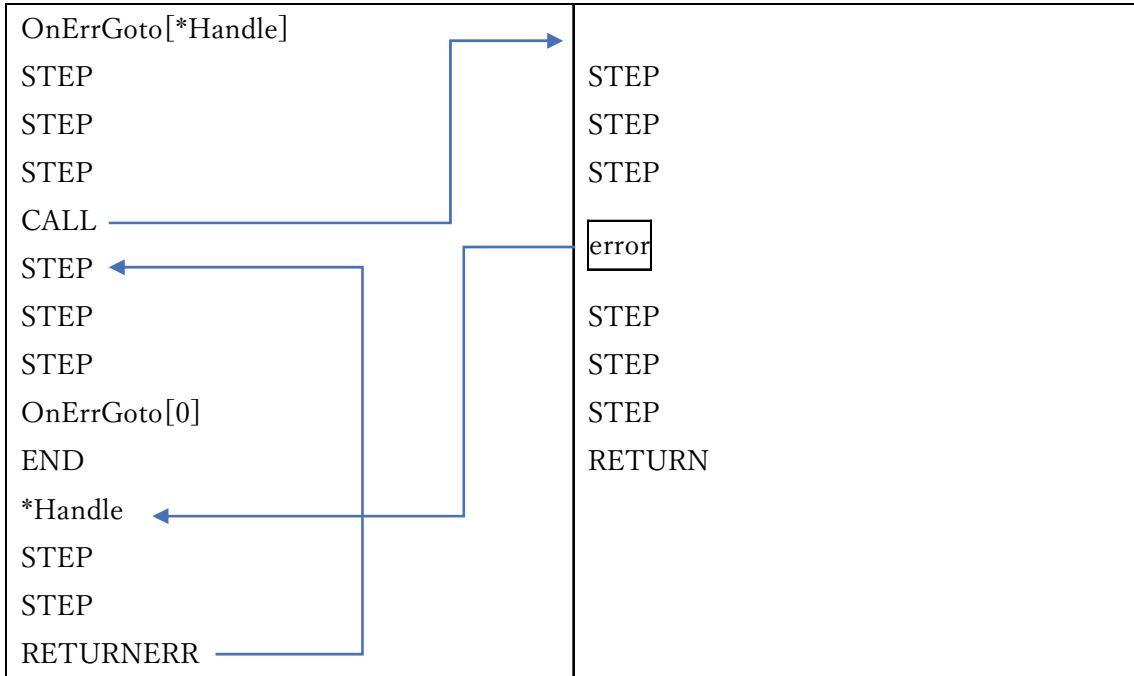 OnErrGoto[*Handle]
STEP
STEP
STEP
CALL
STEP
STEP
STEP
OnErrGoto[0]
END
*Handle
STEP
STEP
RETURNERR
STEP
STEP
STEP
error
STEP
STEP
STEP
RETURN